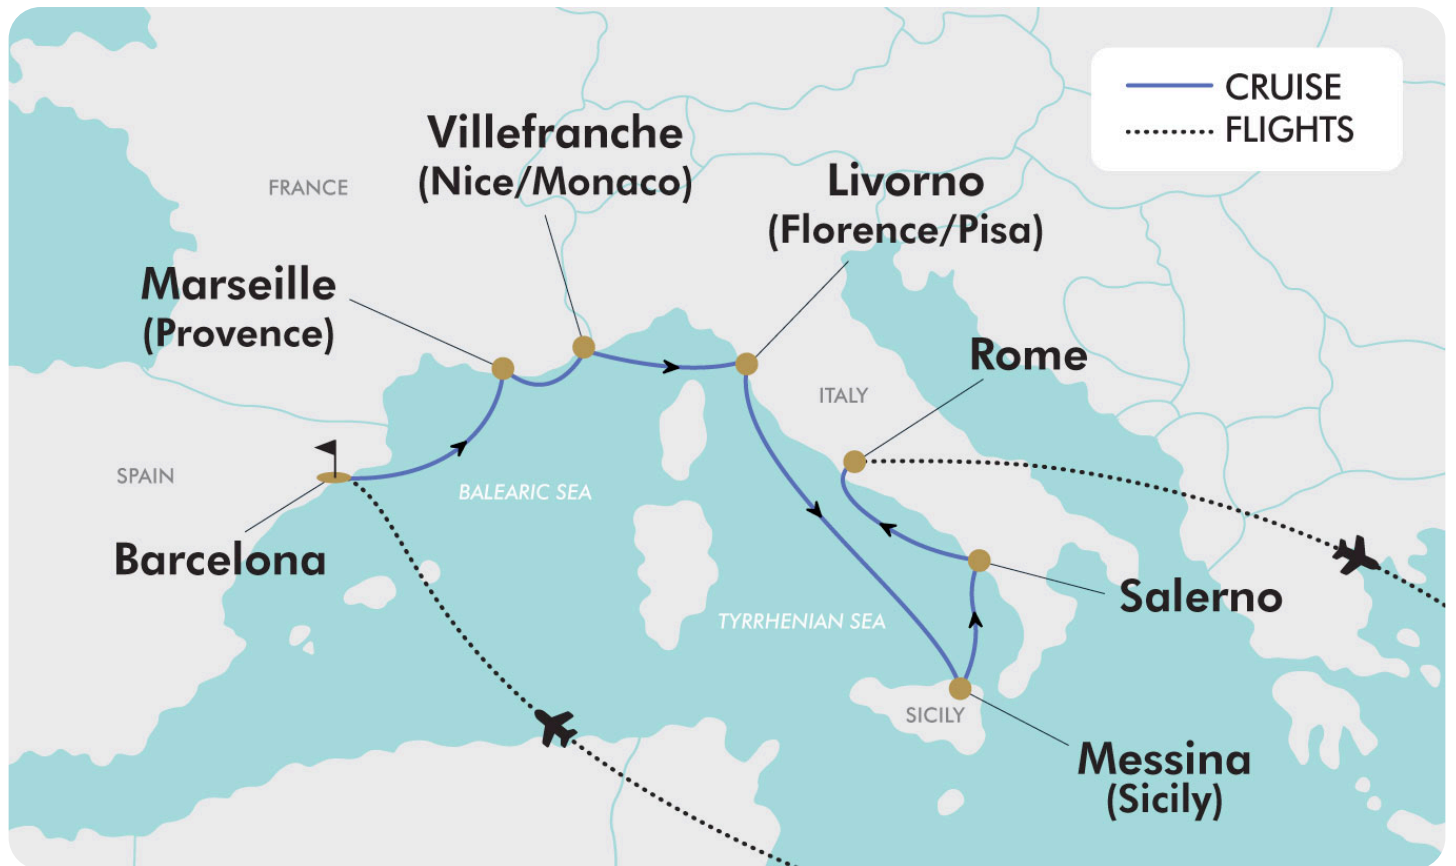 CRUISE
FLIGHTS
Villefranche
(Nice/Monaco)
FRANCE
Livorno
(Florence/Pisa)
Marseille
(Provence)
Rome
ITALY
SPAIN
BALEARIC SEA
Barcelona
Salerno
TYRRHENIAN SEA
SICILY
Messina
(Sicily)